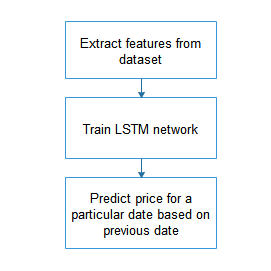 Extract features from
dataset
Train LSTM network
Predict price for a
particular date based on
previous date